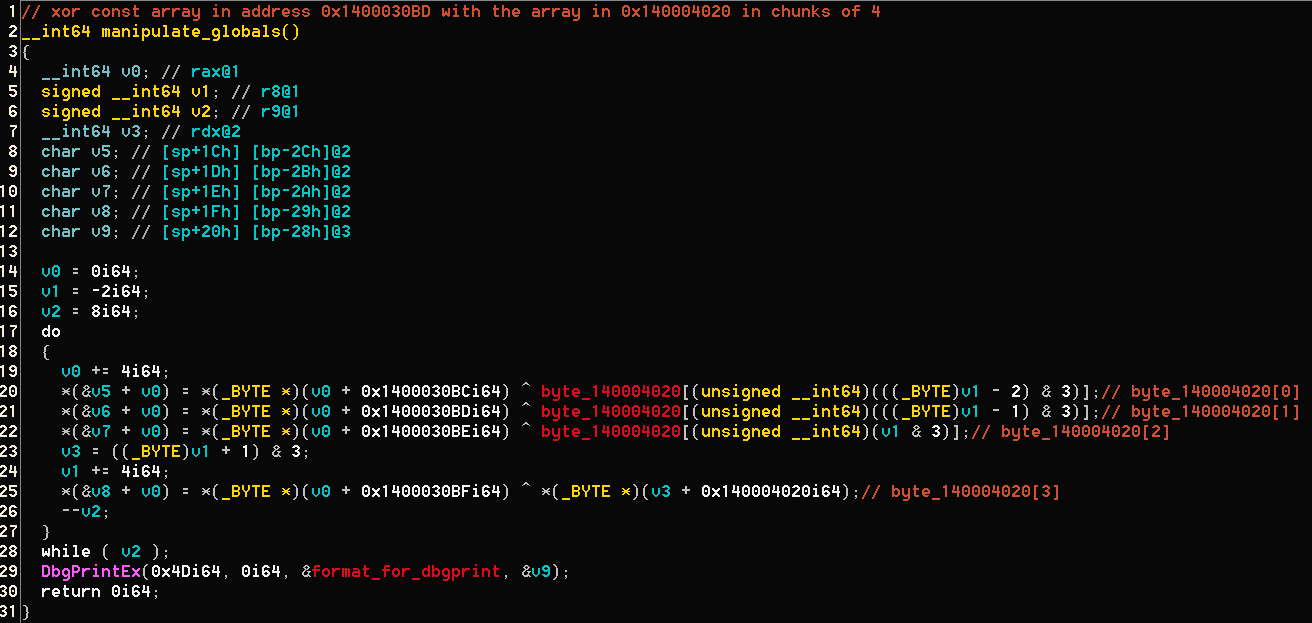 1 // xor const array in address 0x1400030BD with the array in 0x140004020 in chunks of 4
2 __int64 manipulate_globals()
3 {
4 __int64 v0; // rax@1
5 signed __int64 v1; // r8@1
6 signed __int64 v2; // r9@1
7 __int64 v3; // rdx@2
8 char v5; // [sp+1Ch] [bp-2Ch]@2
9 char v6; // [sp+1Dh] [bp-2Bh]@2
10 char v7; // [sp+1Eh] [bp-2Ah]@2
11 char v8; // [sp+1Fh] [bp-29h]@2
12 char v9; // [sp+20h] [bp-28h]@3
13
14 v0 = 0i64;
15 v1 = -2i64;
16 v2 = 8i64;
17 do
18 {
19 v0 += 4i64;
20 *(&v5 + v0) = *(_BYTE *)(v0 + 0x1400030BCi64) ^ byte_140004020[(unsigned __int64)(((_BYTE)v1 - 2) & 3)];// byte_140004020[0]
21 *(&v6 + v0) = *(_BYTE *)(v0 + 0x1400030BDi64) ^ byte_140004020[(unsigned __int64)(((_BYTE)v1 - 1) & 3)];// byte_140004020[1]
22 *(&v7 + v0) = *(_BYTE *)(v0 + 0x1400030BEi64) ^ byte_140004020[(unsigned __int64)(v1 & 3)];// byte_140004020[2]
23 v3 = ((_BYTE)v1 + 1) & 3;
24 v1 += 4i64;
25 *(&v8 + v0) = *(_BYTE *)(v0 + 0x1400030BFi64) ^ *(_BYTE *)(v3 + 0x140004020i64);// byte_140004020[3]
26 --v2;
27 }
28 while ( v2 );
29 DbgPrintEx(0x4Di64, 0i64, &format_for_dbgprint, &v9);
30 return 0i64;
31 }